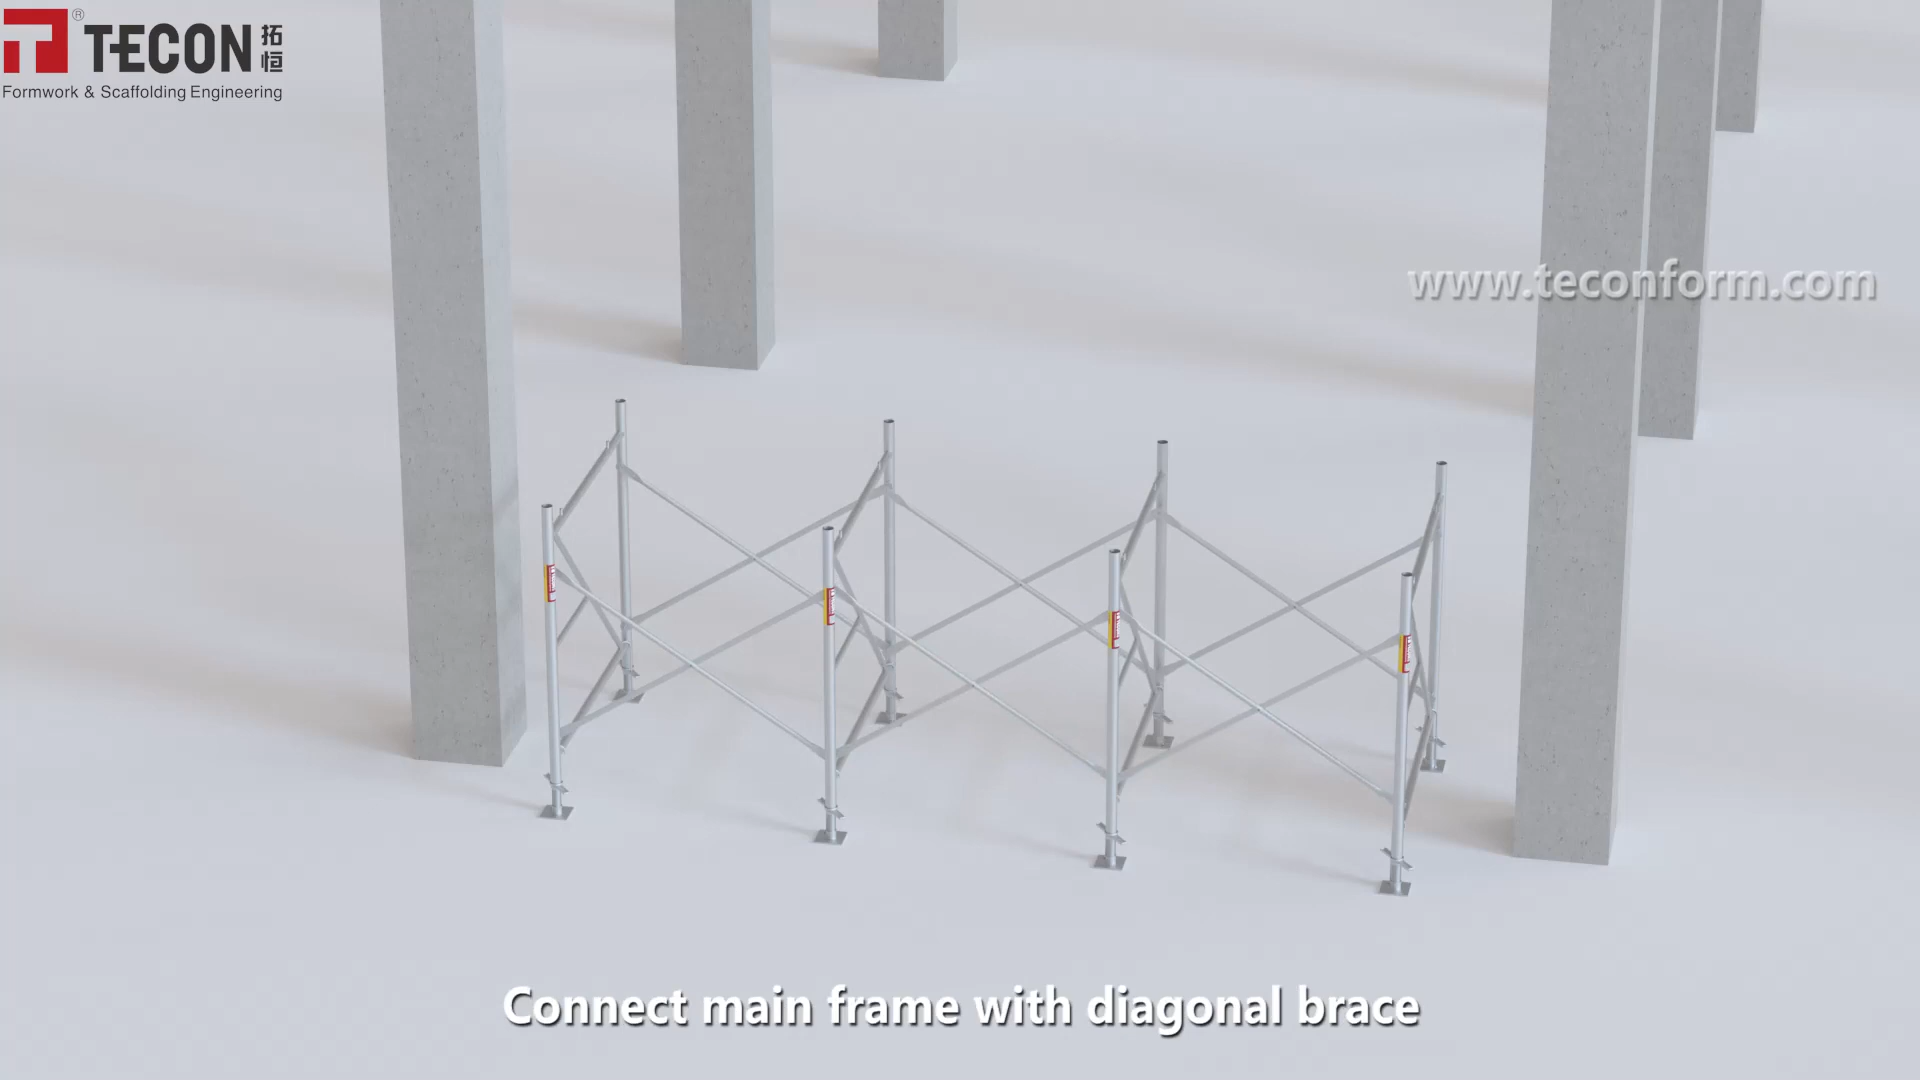 ® TECON 拓恒
Formwork & Scaffolding Engineering
www.teconform.com
Connect main frame with diagonal brace